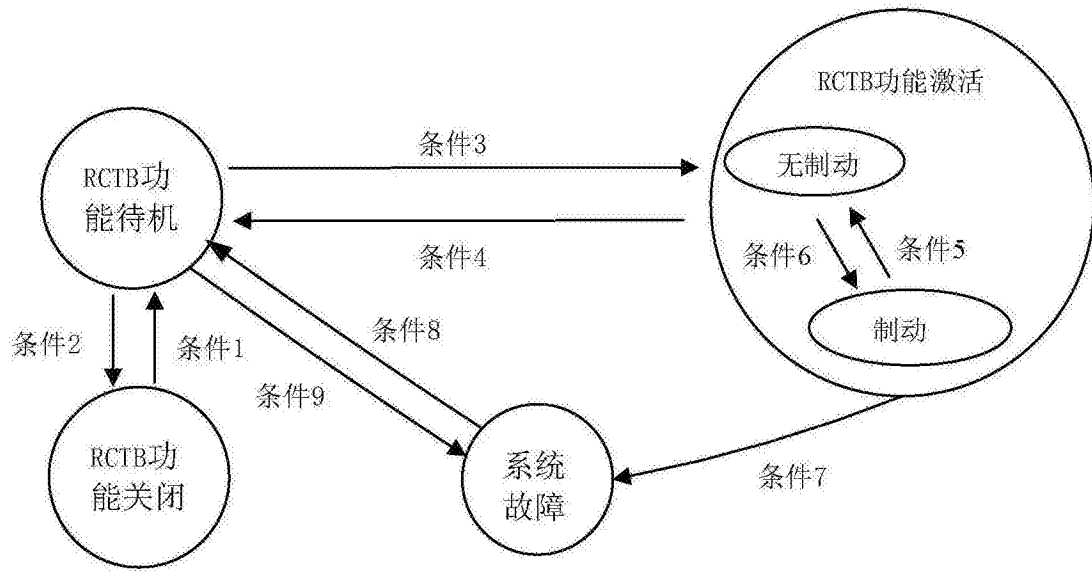 RCTB功能激活
条件3
无制动
RCTB功
能待机
条件4
条件6
条件5
条件8
制动
条件2
条件1
条件9
RCTB功
能关闭
系统
故障
条件7